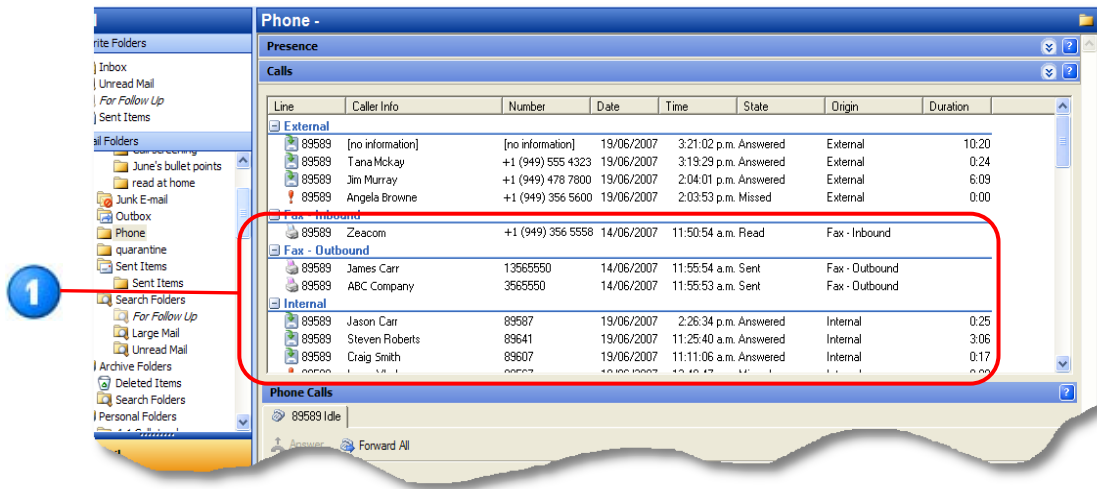 Phone -
rite Folders
Inbox
Unread Mail
For Follow Up
Sent Items
ail Folders
June's bullet points
read at home
Junk E-mail
Outbox
Phone
quarantine
Sent Items
Sent Items
Search Folders
For Follow Up
Large Mail
Unread Mail
Archive Folders
Deleted Items
Search Folders
Personal Folders
1
Presence
Calls
Line Caller Info Number Date Time State Origin Duration
External
89589 [no information] [no information] 19/06/2007 3:21:02 p.m. Answered External 10:20
89589 Tana Mckay +1 (949) 555 4323 19/06/2007 3:19:29 p.m. Answered External 0:24
89589 Jim Murray +1 (949) 478 7800 19/06/2007 2:04:01 p.m. Answered External 6:09
89589 Angela Browne +1 (949) 356 5600 19/06/2007 2:03:53 p.m. Missed External 0:00
Fax - Inbound
89589 Zeacom +1 (949) 356 5558 14/06/2007 11:50:54 a.m. Read Fax - Inbound
Fax - Outbound
89589 James Carr 13565550 14/06/2007 11:55:54 a.m. Sent Fax - Outbound
89589 ABC Company 3565550 14/06/2007 11:55:53 a.m. Sent Fax - Outbound
Internal
89589 Jason Carr 89587 19/06/2007 2:26:34 p.m. Answered Internal 0:25
89589 Steven Roberts 89641 19/06/2007 11:25:40 a.m. Answered Internal 3:06
89589 Craig Smith 89607 19/06/2007 11:11:06 a.m. Answered Internal 0:17
Phone Calls
89589 Idle
Answer Forward All